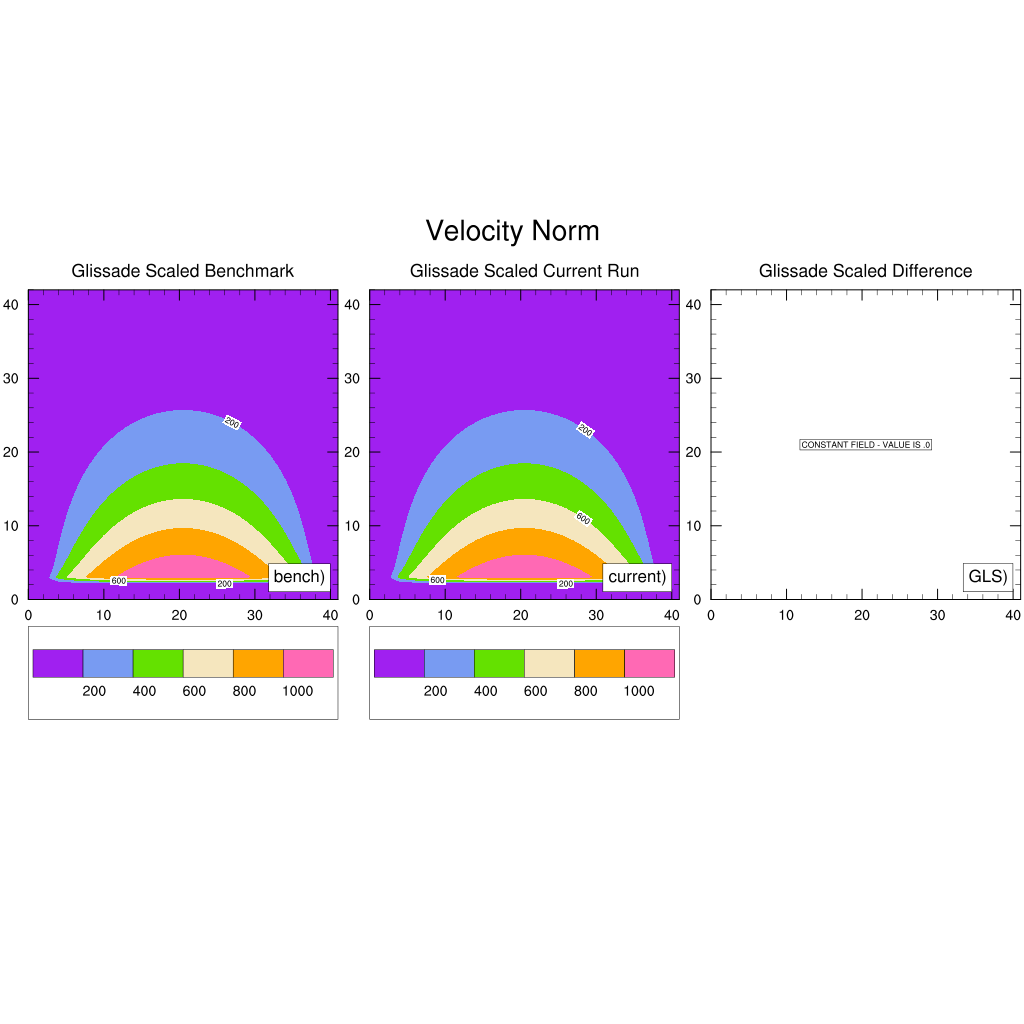 Velocity Norm
Glissade Scaled Benchmark
40
30
20
10
0
0 10 20 30 40
200
600
200
bench)
200 400 600 800 1000
Glissade Scaled Current Run
40
30
20
10
0
0 10 20 30 40
200
600
600
200
current)
200 400 600 800 1000
Glissade Scaled Difference
40
30
20
10
0
0 10 20 30 40
CONSTANT FIELD - VALUE IS .0
GLS)